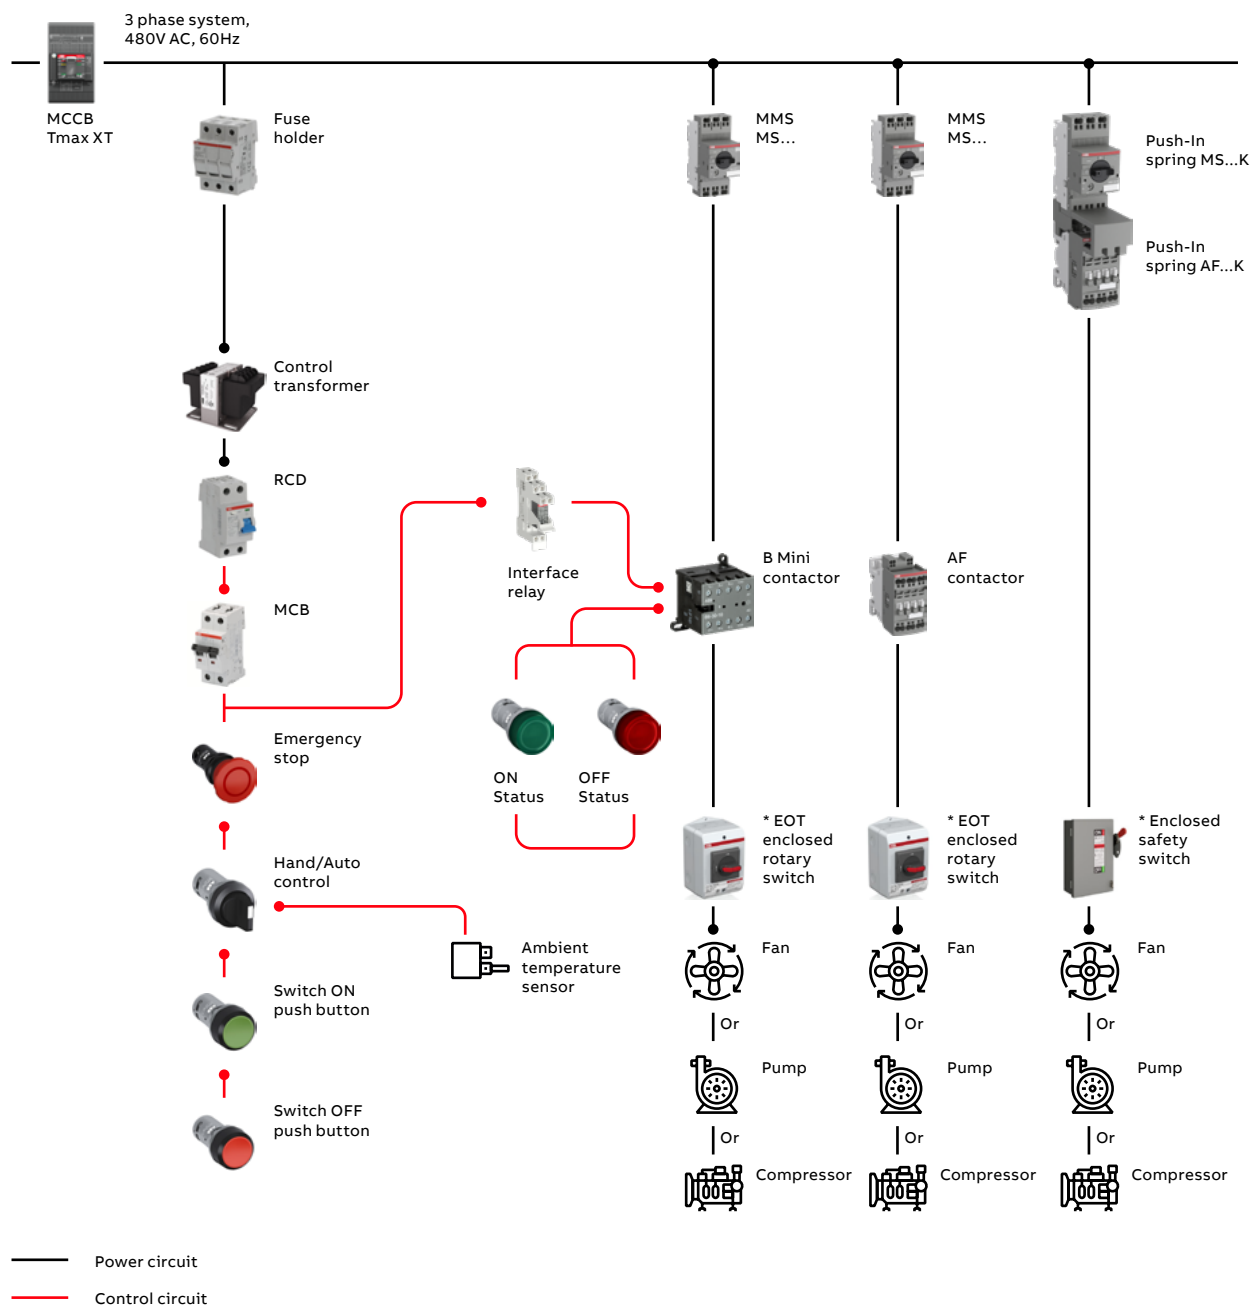 3 phase system,
480V AC, 60Hz
MCCB
Tmax XT
Fuse
holder
MMS
MS...
MMS
MS...
Push-In
spring MS...K
Push-In
spring AF...K
Control
transformer
RCD
Interface
relay
B Mini
contactor
AF
contactor
MCB
Emergency
stop
ON
Status
OFF
Status
* EOT
enclosed
rotary
switch
* EOT
enclosed
rotary
switch
* Enclosed
safety
switch
Hand/Auto
control
Ambient
temperature
sensor
Fan
Fan
Fan
Switch ON
push button
Or
Or
Or
Pump
Pump
Pump
Switch OFF
push button
Or
Or
Or
Compressor
Compressor
Compressor
Power circuit
Control circuit